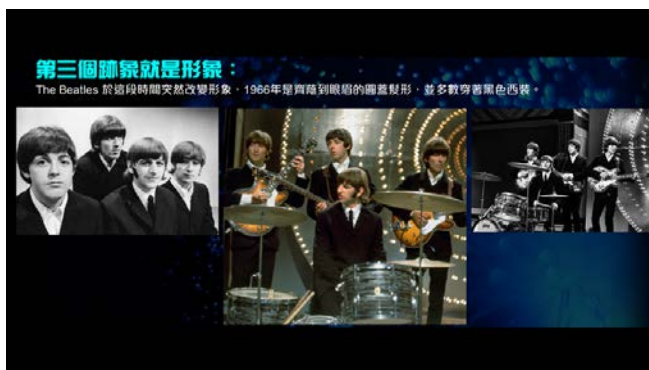 第三個跡象就是形象：
The Beatles 於這段時間突然改變形象，1966年是齊蔭到眼眉的圓蓋髮形，並多數穿著黑色西裝。